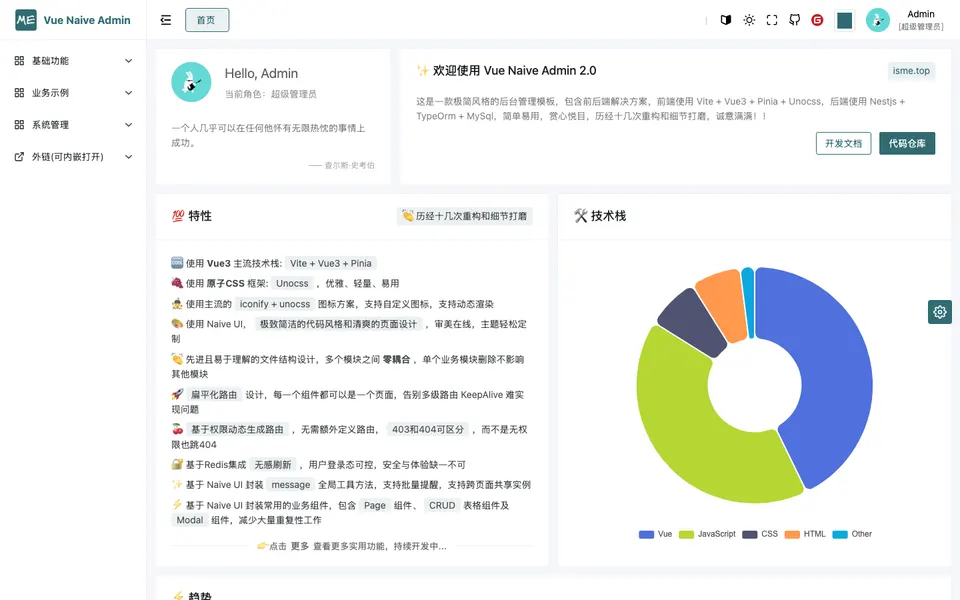 ME Vue Naive Admin
首页
Admin
[超级管理员]
基础功能
业务示例
系统管理
外链(可内嵌打开)
Hello, Admin
当前角色：超级管理员
一个人几乎可以在任何他怀有无限热忱的事情上
成功。
—— 查尔斯·史考伯
✨ 欢迎使用 Vue Naive Admin 2.0
isme.top
这是一款极简风格的后台管理模板，包含前后端解决方案，前端使用 Vite + Vue3 + Pinia + Unocss，后端使用 Nestjs +
TypeOrm + MySql，简单易用，赏心悦目，历经十几次重构和细节打磨，诚意满满！！
开发文档
代码仓库
💯 特性
👏 历经十几次重构和细节打磨
🆒 使用 Vue3 主流技术栈: Vite + Vue3 + Pinia
🍇 使用 原子CSS 框架: Unocss ，优雅、轻量、易用
🤹 使用主流的 iconify + unocss 图标方案，支持自定义图标，支持动态渲染
🎨 使用 Naive UI， 极致简洁的代码风格和清爽的页面设计 ，审美在线，主题轻松定
制
👏 先进且易于理解的文件结构设计，多个模块之间 零耦合 ，单个业务模块删除不影响
其他模块
🚀 扁平化路由 设计，每一个组件都可以是一个页面，告别多级路由 KeepAlive 难实
现问题
🍒 基于权限动态生成路由 ，无需额外定义路由， 403和404可区分 ，而不是无权
限也跳404
🔐 基于Redis集成 无感刷新 ，用户登录态可控，安全与体验缺一不可
✨ 基于 Naive UI 封装 message 全局工具方法，支持批量提醒，支持跨页面共享实例
⚡️ 基于 Naive UI 封装常用的业务组件，包含 Page 组件、 CRUD 表格组件及
Modal 组件，减少大量重复性工作
👉点击 更多 查看更多实用功能，持续开发中...
🛠️ 技术栈
Vue
JavaScript
CSS
HTML
Other
⚡️ 趋势